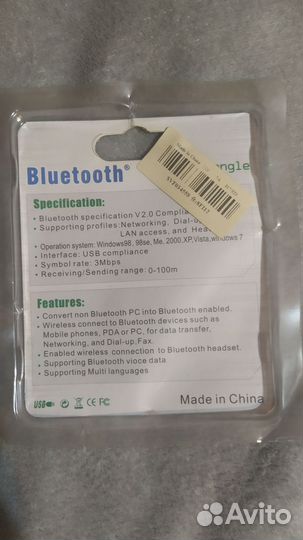 Bluetooth®
Specification:
Bluetooth specification V2.0
Supporting profiles: Networking, Dial-up
LAN access, and
Operation system: Windows98, 98se, Me, 2000,XP,Vista,windows 7
Interface: USB compliance
Symbol rate: 3Mbps
Receiving/Sending range: 0-100m
Features:
Convert non Bluetooth PC into Bluetooth enabled.
Wireless connect to Bluetooth devices such as
Mobile phones, PDA or PC, for data transfer,
Networking, and Dial-up,Fax.
Enabled wireless connection to Bluetooth headset.
Supporting Bluetooth vioce data
Supporting Multi languages
USB
CE FC
Made in China
Avito